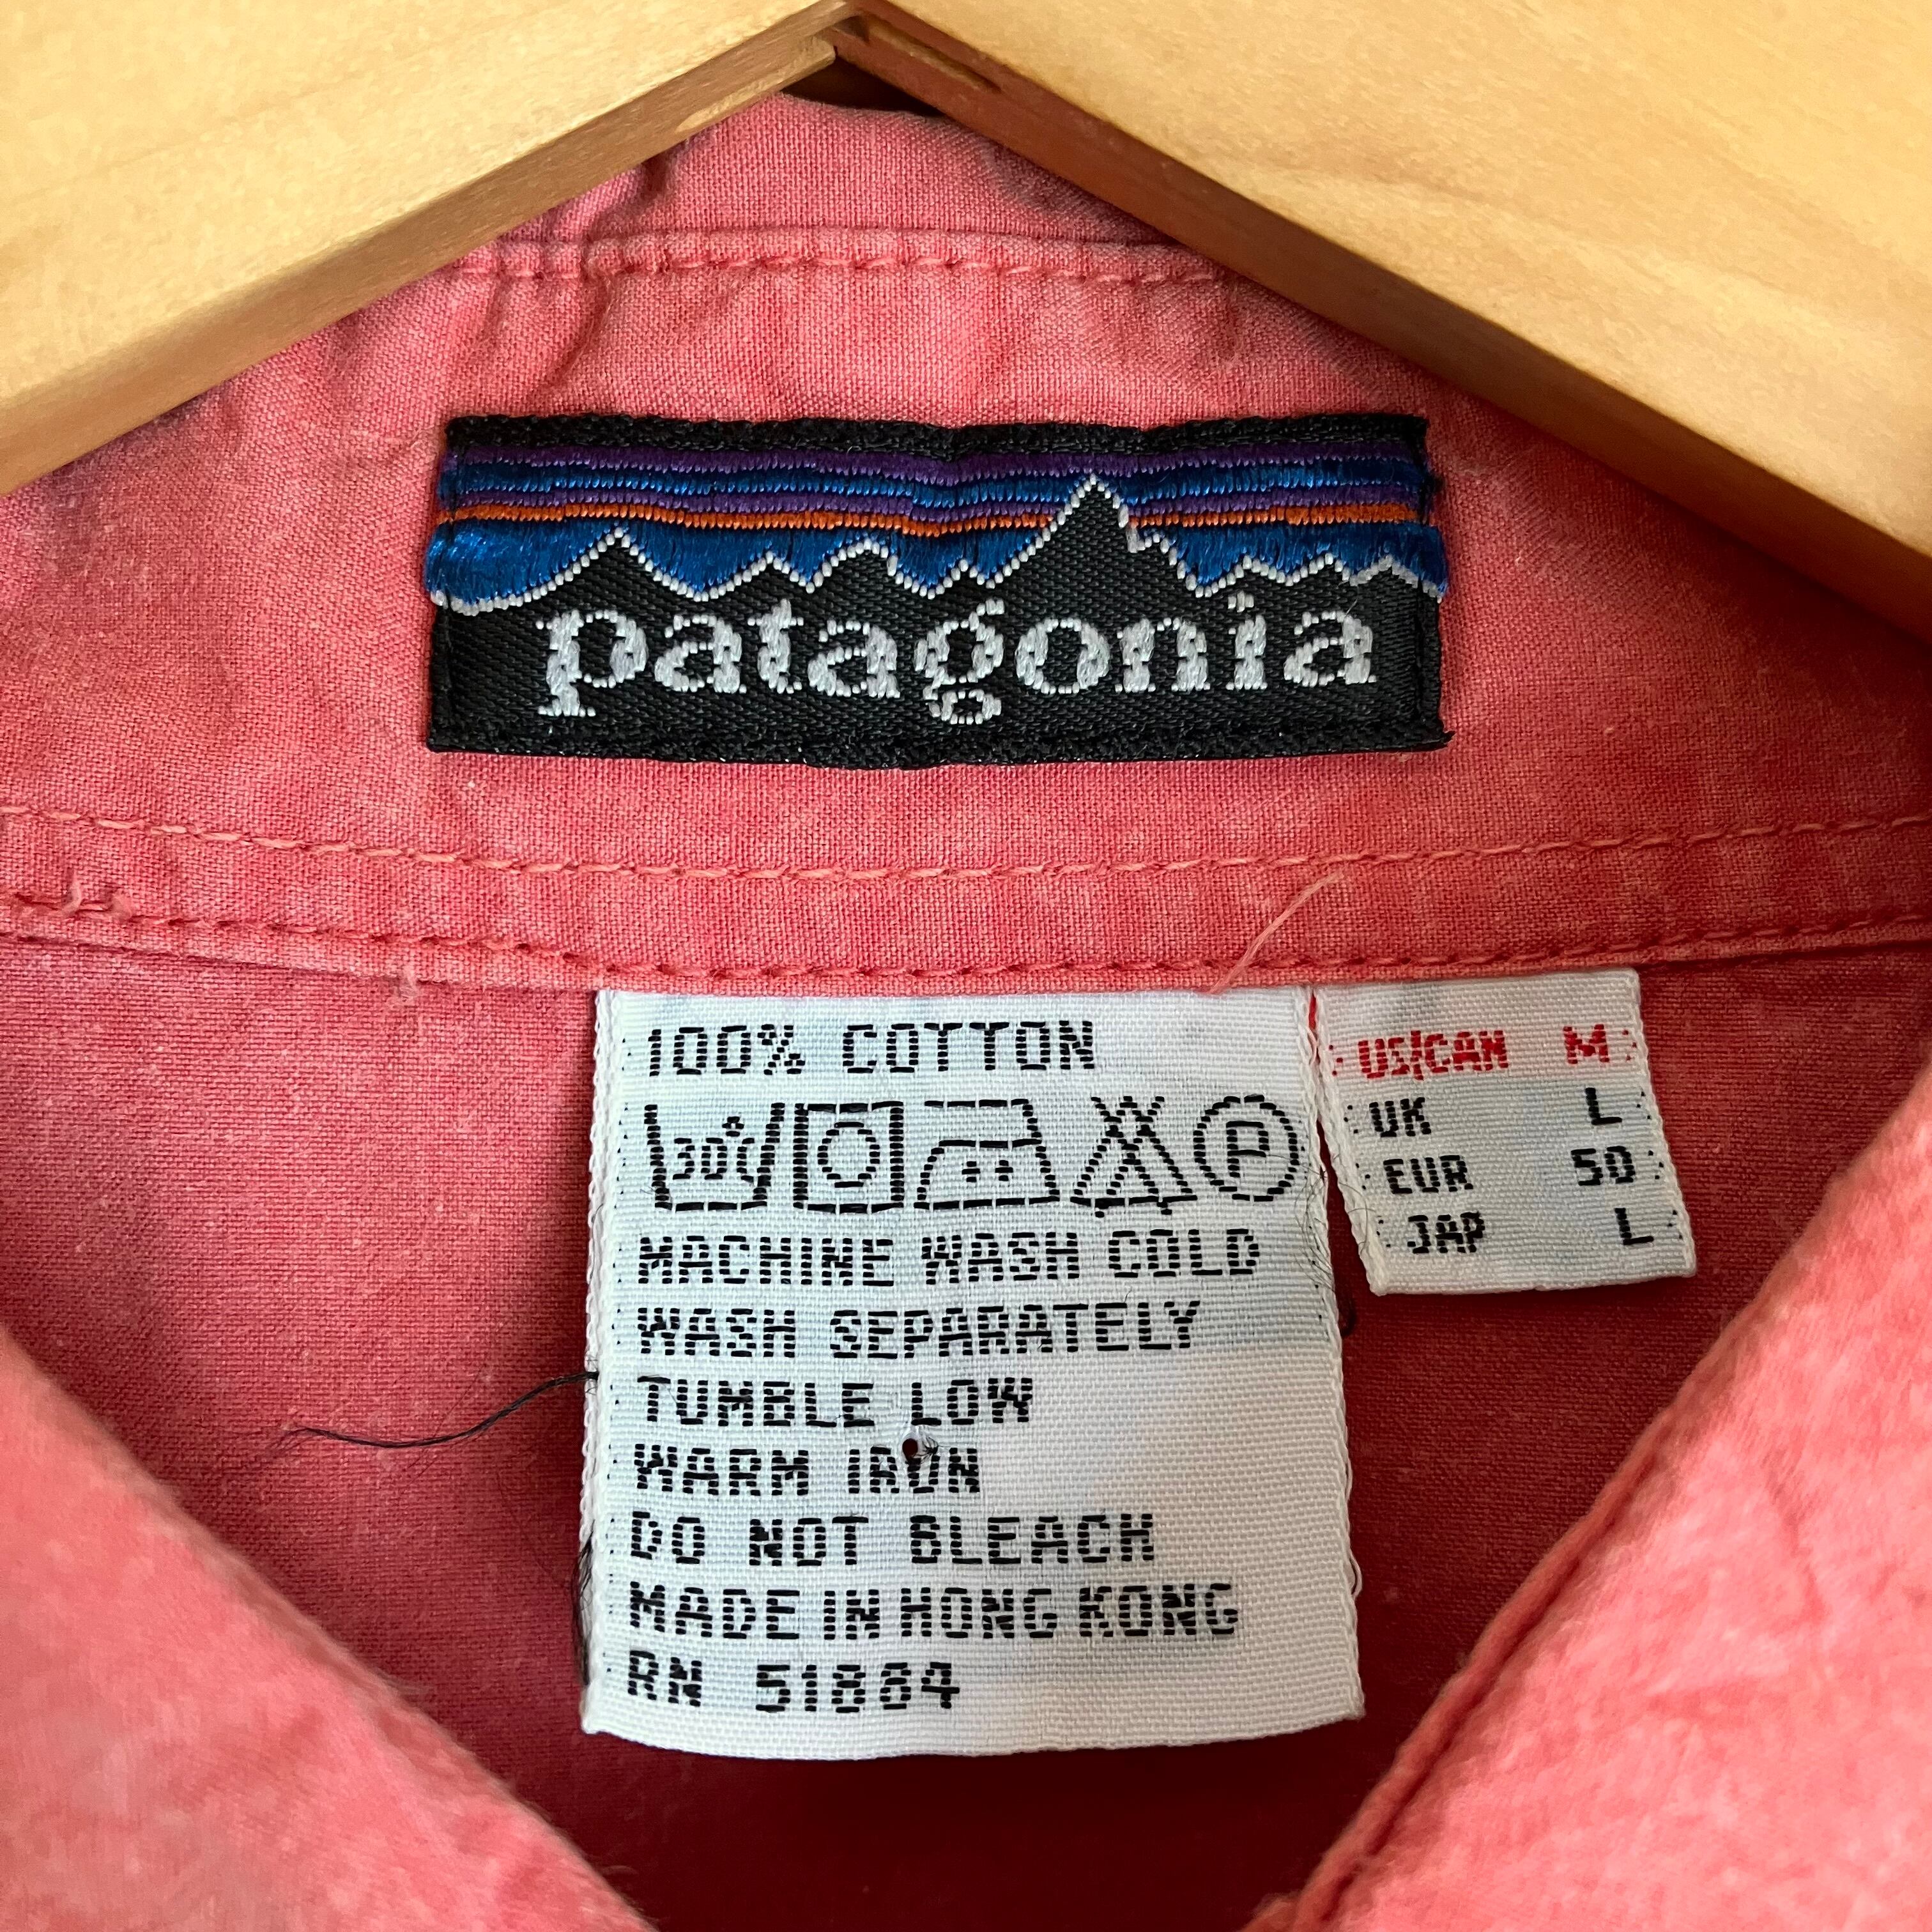 patagonia
100% COTTON
30°C P
MACHINE WASH COLD
WASH SEPARATELY
TUMBLE LOW
WARM IRON
DO NOT BLEACH
MADE IN HONG KONG
RN 51884
US/CAN M
UK L
EUR 50
JAP L